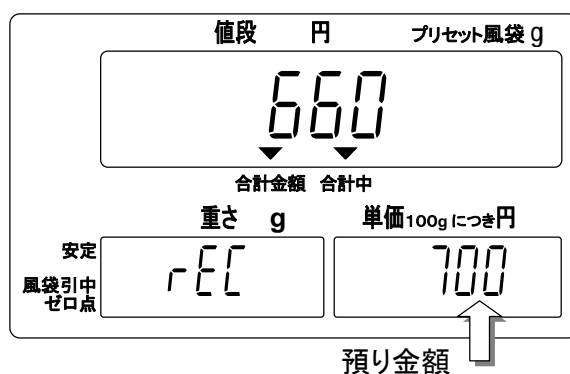 値段 円 プリセット風袋 g
660
合計金額 合計中
重さ g 単価100gにつき円
安定
風袋引中
ゼロ点
rEC 700
預り金額